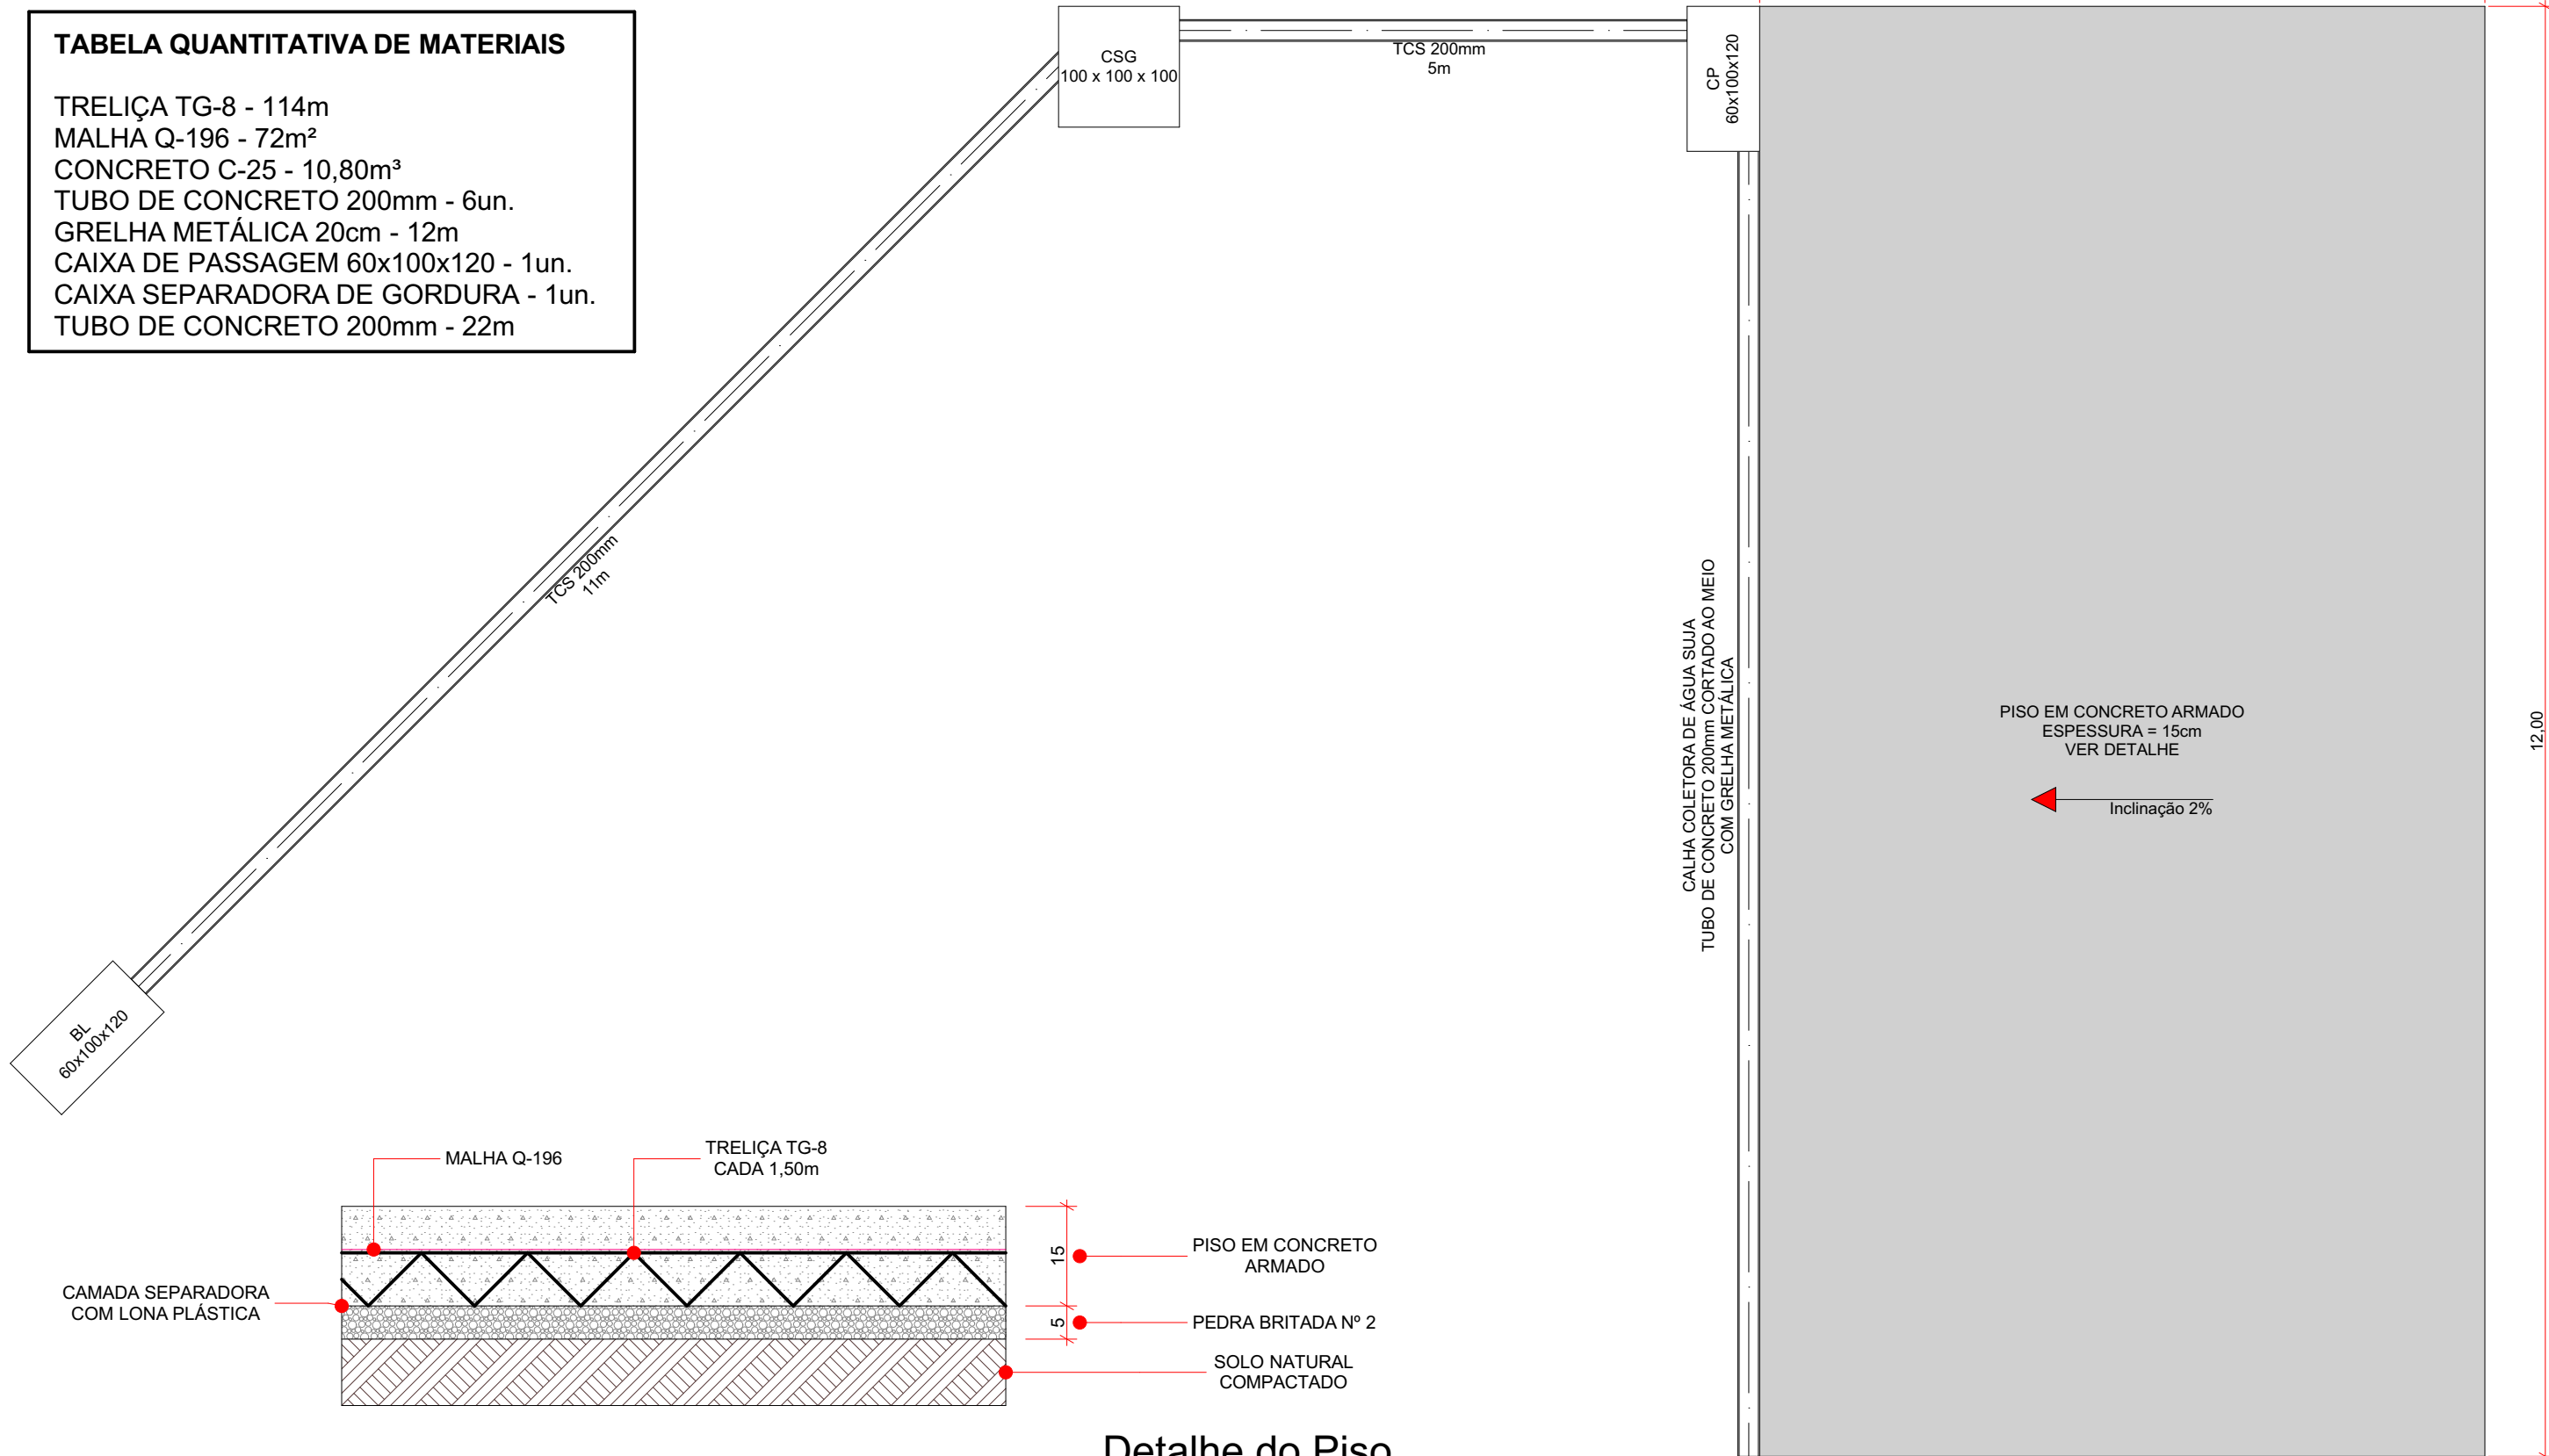 TABELA QUANTITATIVA DE MATERIAIS
TRELIÇA TG-8 - 114m
MALHA Q-196 - 72m²
CONCRETO C-25 - 10,80m³
TUBO DE CONCRETO 200mm - 6un.
GRELHA METÁLICA 20cm - 12m
CAIXA DE PASSAGEM 60x100x120 - 1un.
CAIXA SEPARADORA DE GORDURA - 1un.
TUBO DE CONCRETO 200mm - 22m
CSG
100 x 100 x 100
TCS 200mm
5m
CP
60x100x120
TCS 200mm
11m
BL
60x100x120
CALHA COLETORA DE ÁGUA SUJA
TUBO DE CONCRETO 200mm CORTADO AO MEIO
COM GRELHA METÁLICA
PISO EM CONCRETO ARMADO
ESPESSURA = 15cm
VER DETALHE
Inclinação 2%
12,00
MALHA Q-196
TRELIÇA TG-8
CADA 1,50m
CAMADA SEPARADORA
COM LONA PLÁSTICA
15
5
PISO EM CONCRETO
ARMADO
PEDRA BRITADA Nº 2
SOLO NATURAL
COMPACTADO
Detalhe do Piso